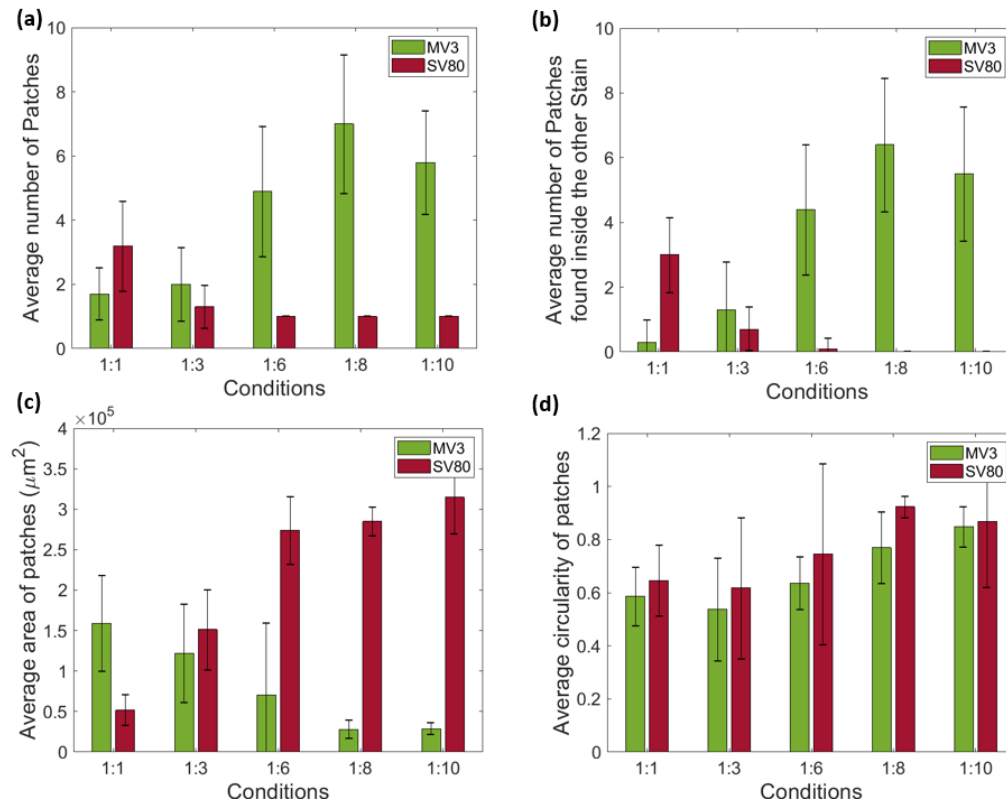 (a)
10
8
6
4
2
0
Average number of Patches
MV3
SV80
1:1 1:3 1:6 1:8 1:10
Conditions
(b)
10
8
6
4
2
0
Average number of Patches
found inside the other Stain
MV3
SV80
1:1 1:3 1:6 1:8 1:10
Conditions
(c)
×10⁵
4
3.5
3
2.5
2
1.5
1
0.5
0
Average area of patches (μm²)
MV3
SV80
1:1 1:3 1:6 1:8 1:10
Conditions
(d)
1.2
1
0.8
0.6
0.4
0.2
0
Average circularity of patches
MV3
SV80
1:1 1:3 1:6 1:8 1:10
Conditions